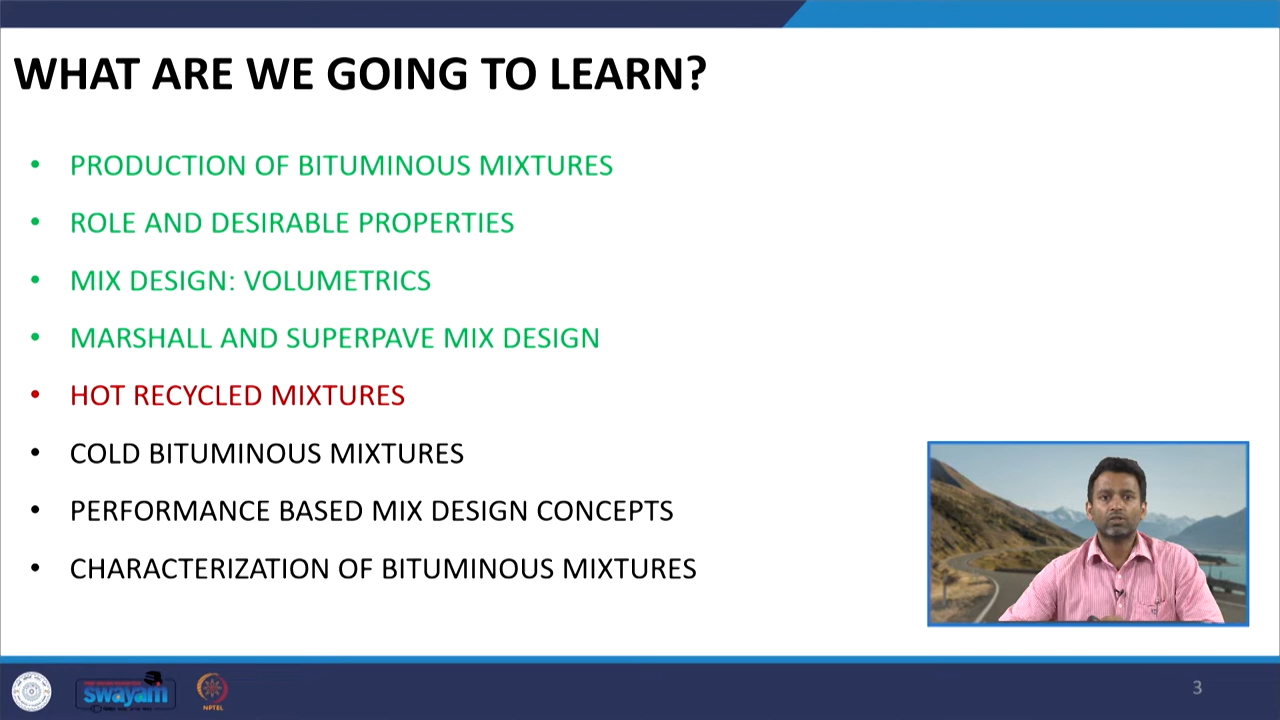 WHAT ARE WE GOING TO LEARN?
• PRODUCTION OF BITUMINOUS MIXTURES
• ROLE AND DESIRABLE PROPERTIES
• MIX DESIGN: VOLUMETRICS
• MARSHALL AND SUPERPAVE MIX DESIGN
• HOT RECYCLED MIXTURES
• COLD BITUMINOUS MIXTURES
• PERFORMANCE BASED MIX DESIGN CONCEPTS
• CHARACTERIZATION OF BITUMINOUS MIXTURES
swayam
NPTEL
3